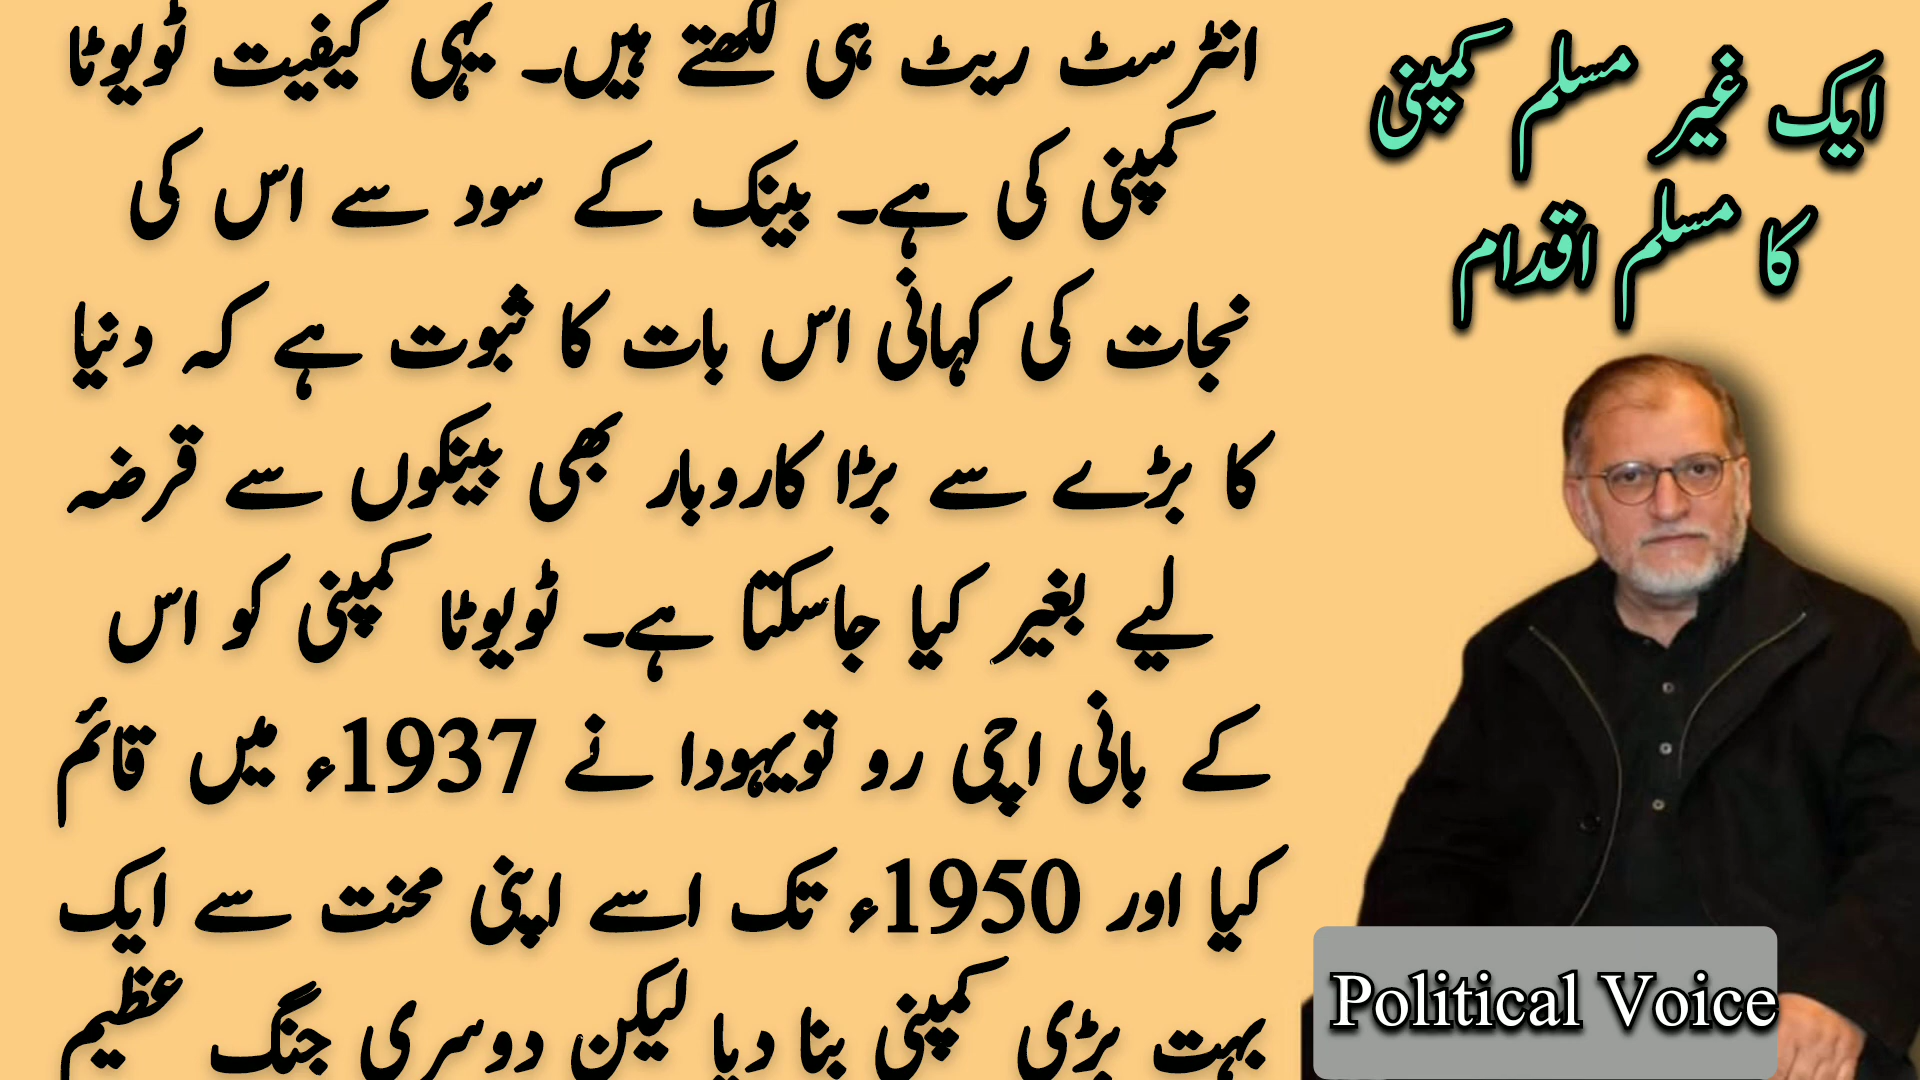 ایک غیر مسلم کمپنی
کا مسلم اقدام
انٹرسٹ ریٹ ہی لکھتے ہیں۔ یہی کیفیت ٹویوٹا
کمپنی کی ہے۔ بینک کے سود سے اس کی
نجات کی کہانی اس بات کا ثبوت ہے کہ دنیا
کا بڑے سے بڑا کاروبار بھی بینکوں سے قرضہ
لیے بغیر کیا جاسکتا ہے۔ ٹویوٹا کمپنی کو اس
کے بانی اچی رو تویہودا نے 1937ء میں قائم
کیا اور 1950ء تک اسے اپنی محنت سے ایک
بہت بڑی کمپنی بنا دیا لیکن دوسری جنگ عظیم
Political Voice